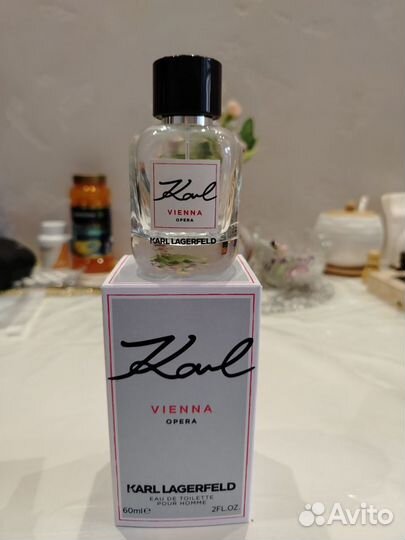 Karl
VIENNA
OPERA
KARL LAGERFELD
Karl
VIENNA
OPERA
KARL LAGERFELD
EAU DE TOILETTE
POUR HOMME
60ml℮ 2FL.OZ.
Avito